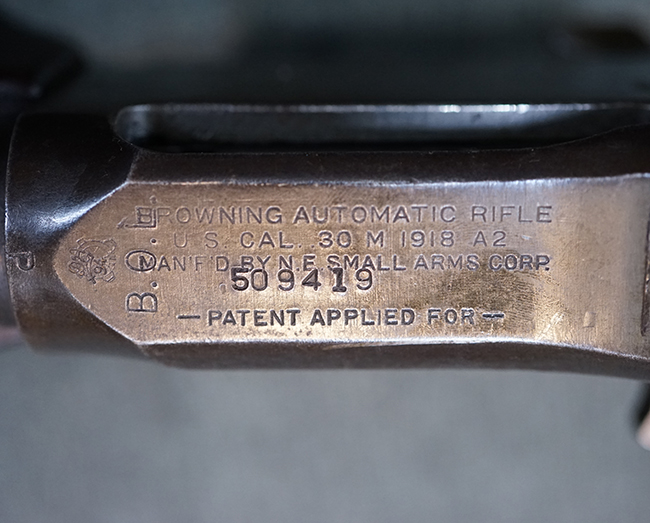 BROWNING AUTOMATIC RIFLE
U.S. CAL. .30 M 1918 A2
MAN'F'D BY N.E. SMALL ARMS CORP.
509419
—PATENT APPLIED FOR—
P